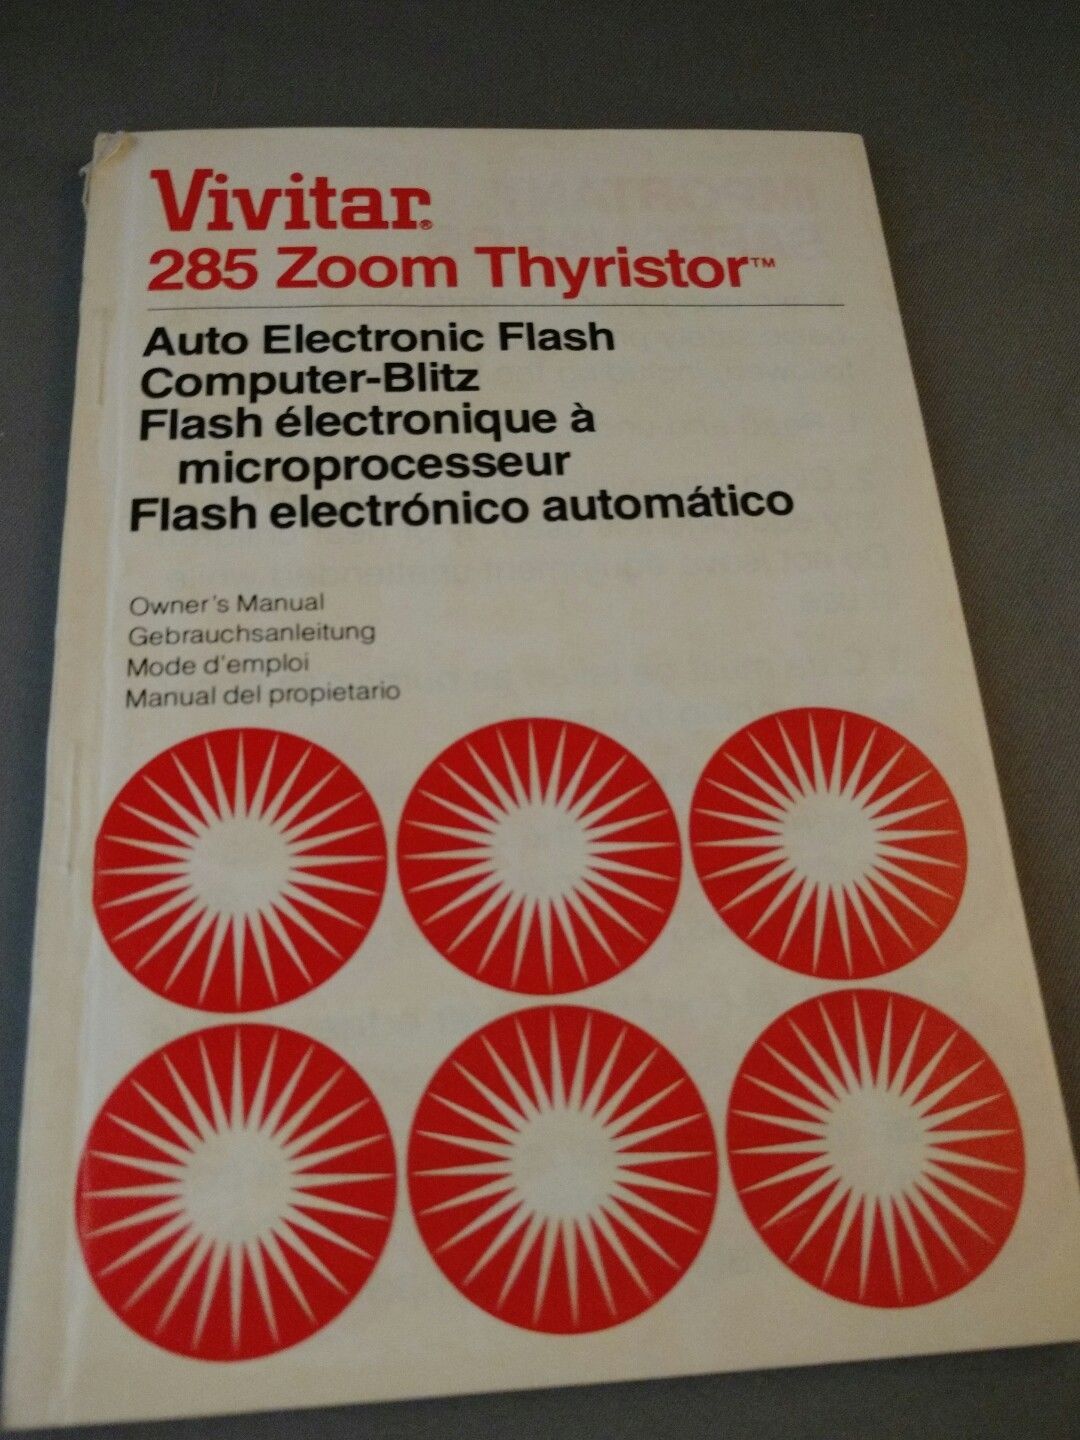 Vivitar®
285 Zoom Thyristor™
Auto Electronic Flash
Computer-Blitz
Flash électronique à
microprocesseur
Flash electrónico automático
Owner's Manual
Gebrauchsanleitung
Mode d'emploi
Manual del propietario